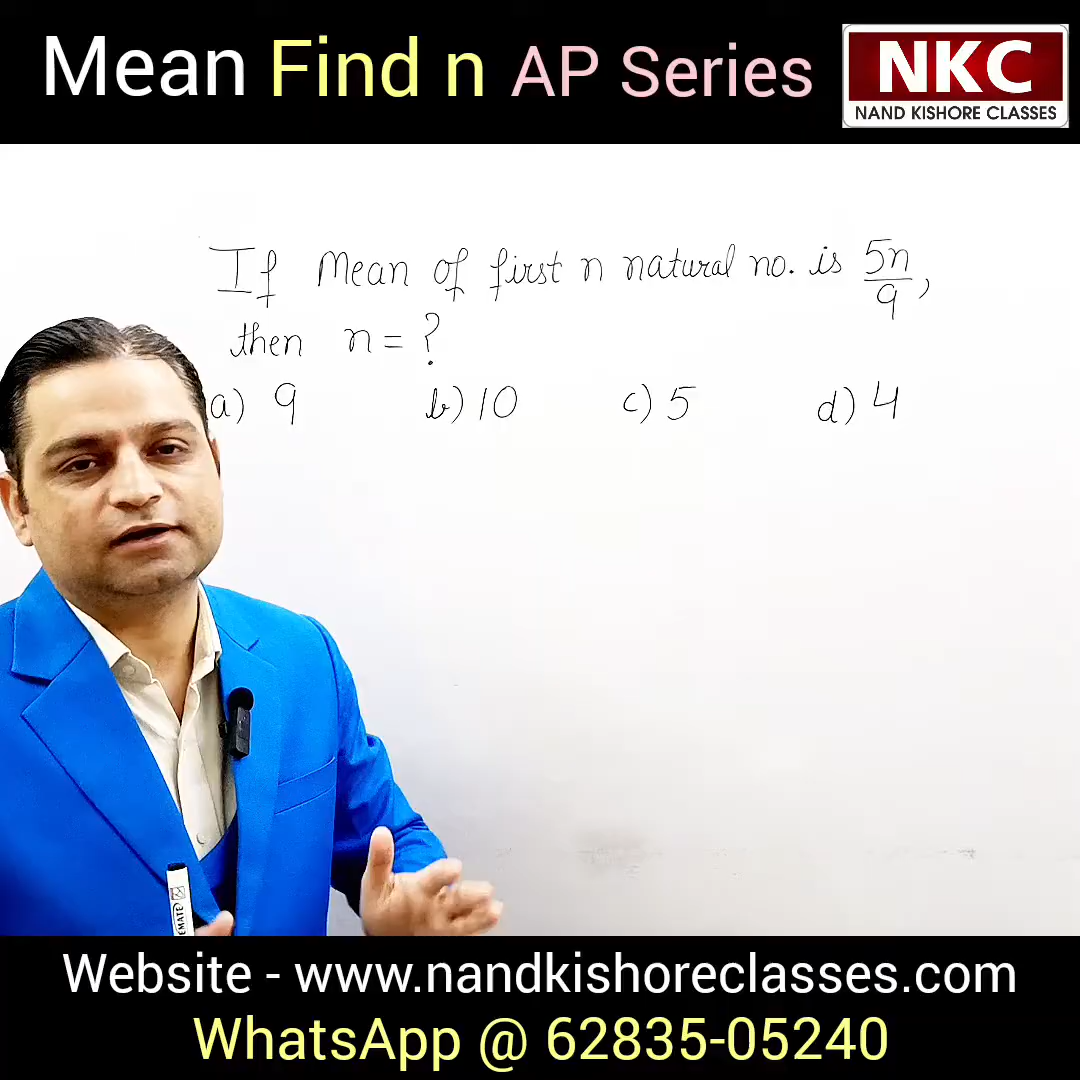 Mean Find n AP Series
NKC
NAND KISHORE CLASSES
If Mean of first n natural no. is 5n/9,
then n = ?
a) 9 b) 10 c) 5 d) 4
EMATE
Website - www.nandkishoreclasses.com
WhatsApp @ 62835-05240